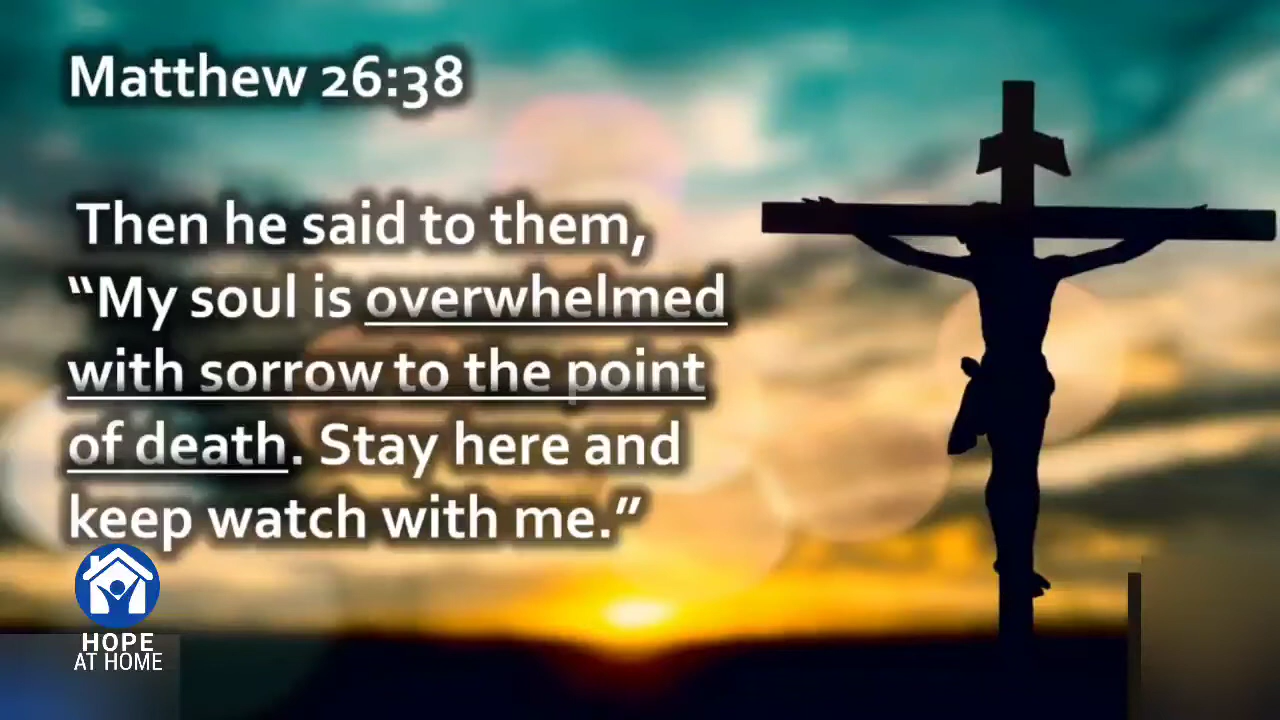 Matthew 26:38
Then he said to them,
“My soul is overwhelmed
with sorrow to the point
of death. Stay here and
keep watch with me.”
HOPE
AT HOME